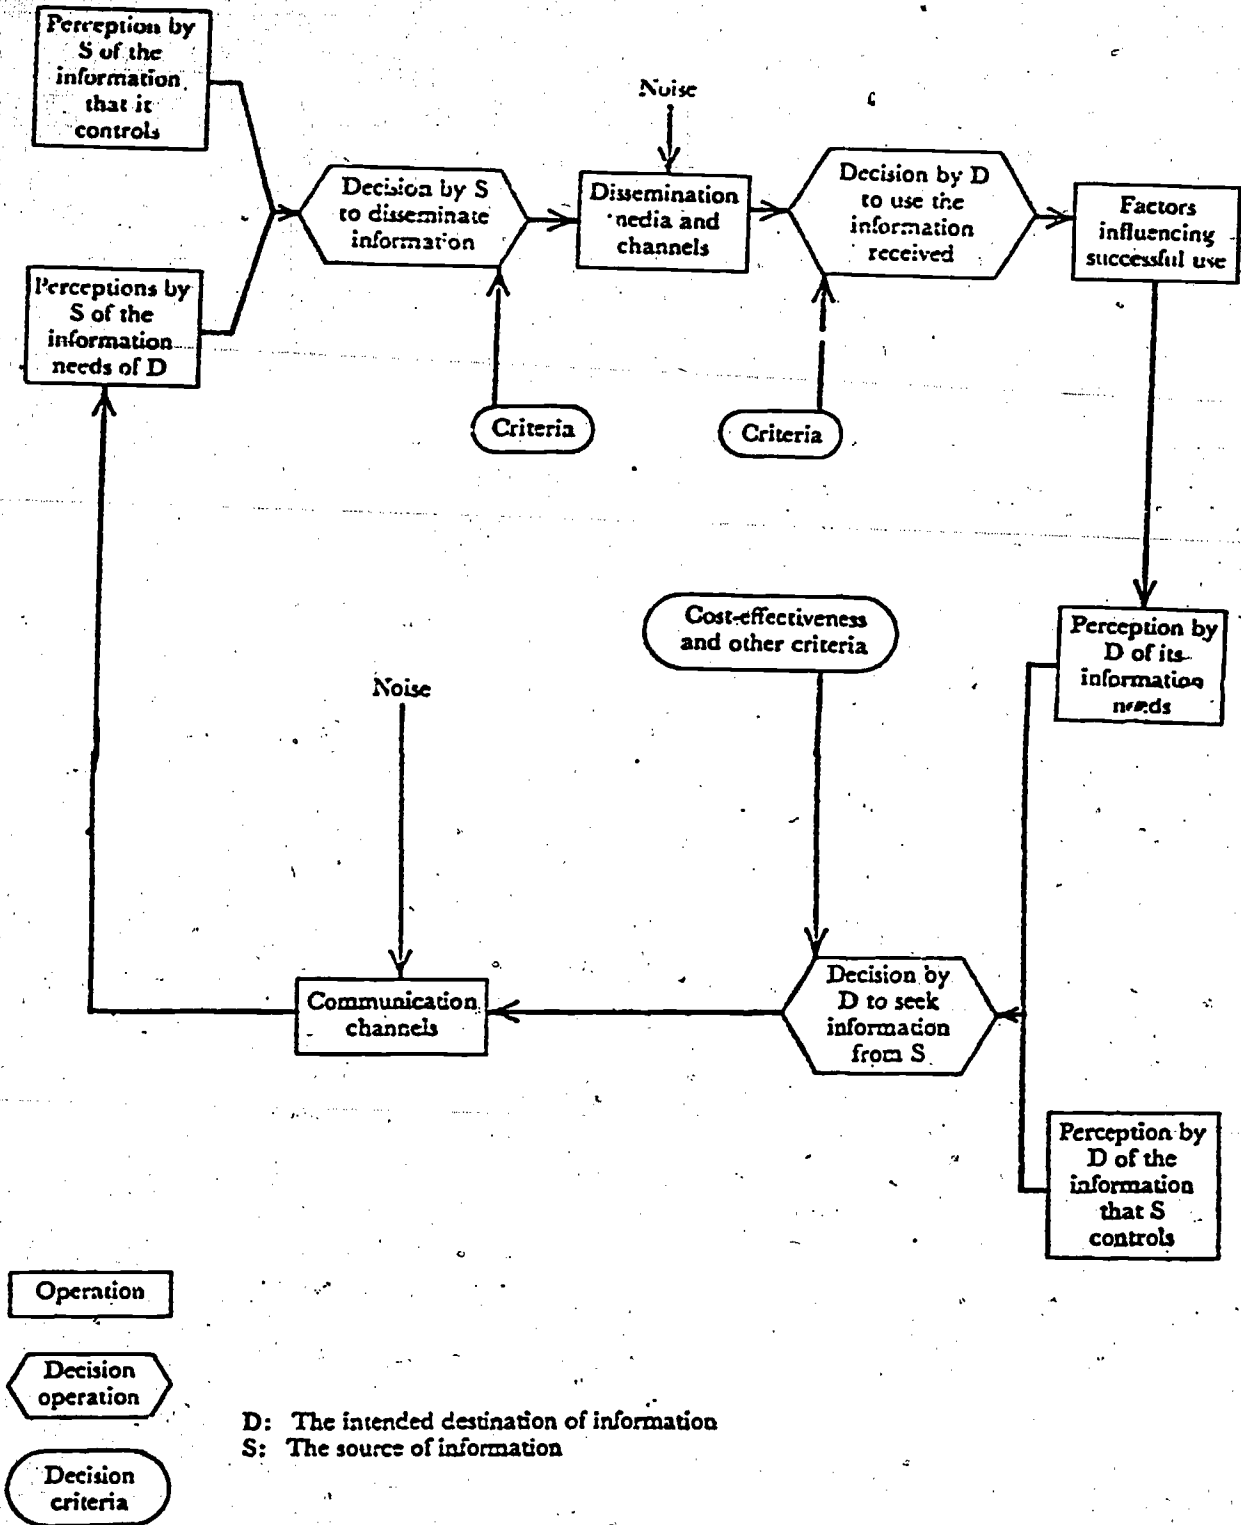 Perception by
S of the
information
that it
controls
Noise
Decision by S
to disseminate
information
Dissemination
media and
channels
Decision by D
to use the
information
received
Factors
influencing
successful use
Perceptions by
S of the
information
needs of D
Criteria
Criteria
Cost-effectiveness
and other criteria
Perception by
D of its
information
needs
Noise
Communication
channels
Decision by
D to seek
information
from S
Perception by
D of the
information
that S
controls
Operation
Decision
operation
D: The intended destination of information
S: The source of information
Decision
criteria